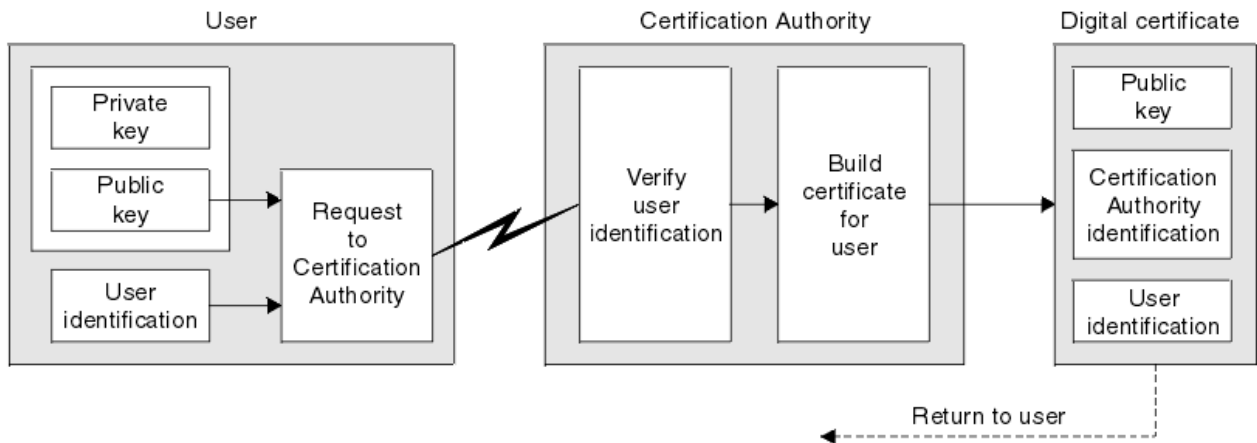 User
Private
key
Public
key
User
identification
Request
to
Certification
Authority
Certification Authority
Verify
user
identification
Build
certificate
for
user
Digital certificate
Public
key
Certification
Authority
identification
User
identification
Return to user